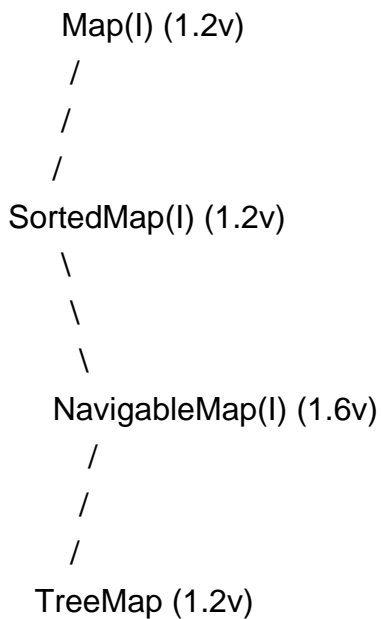 Map(I) (1.2v)
/
/
/
SortedMap(I) (1.2v)
\
\
\
NavigableMap(I) (1.6v)
/
/
/
TreeMap (1.2v)